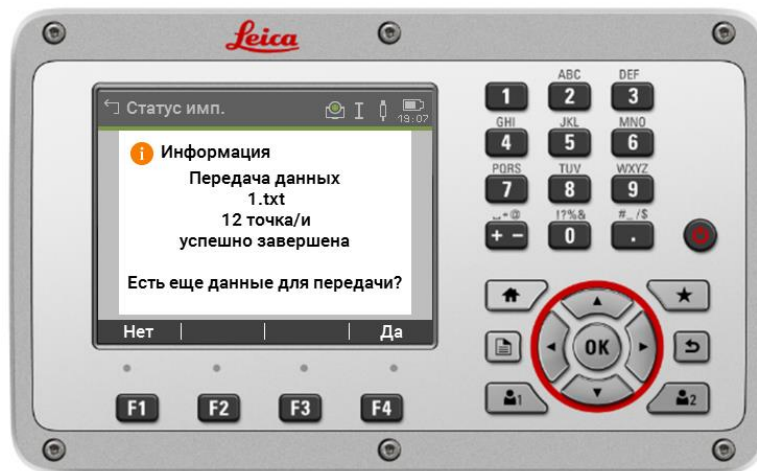 Leica
Статус имп.
19:07
Информация
Передача данных
1.txt
12 точка/и
успешно завершена
Есть еще данные для передачи?
Нет
Да
F1 F2 F3 F4
ABC DEF
1 2 3
GHI JKL MNO
4 5 6
PQRS TUV WXYZ
7 8 9
␣*@ !?%& #_/$
+ - 0 .
OK
1
2